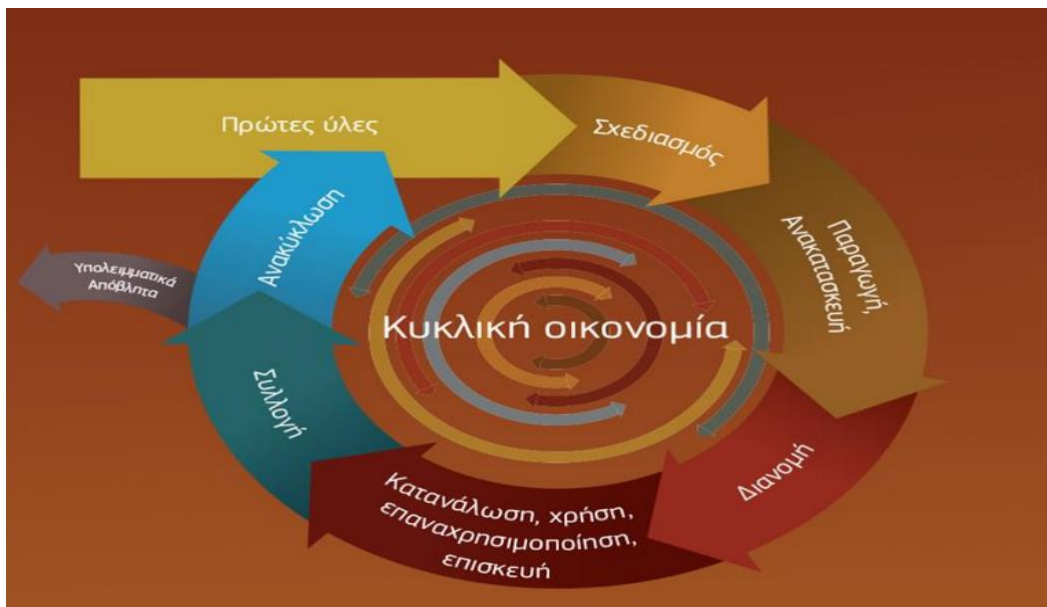 Πρώτες ύλες
Σχεδιασμός
Παραγωγή,
Ανακατασκευή
Διανομή
Κατανάλωση, χρήση,
επαναχρησιμοποίηση,
επισκευή
Συλλογή
Ανακύκλωση
Υπολειμματικά
Απόβλητα
Κυκλική οικονομία